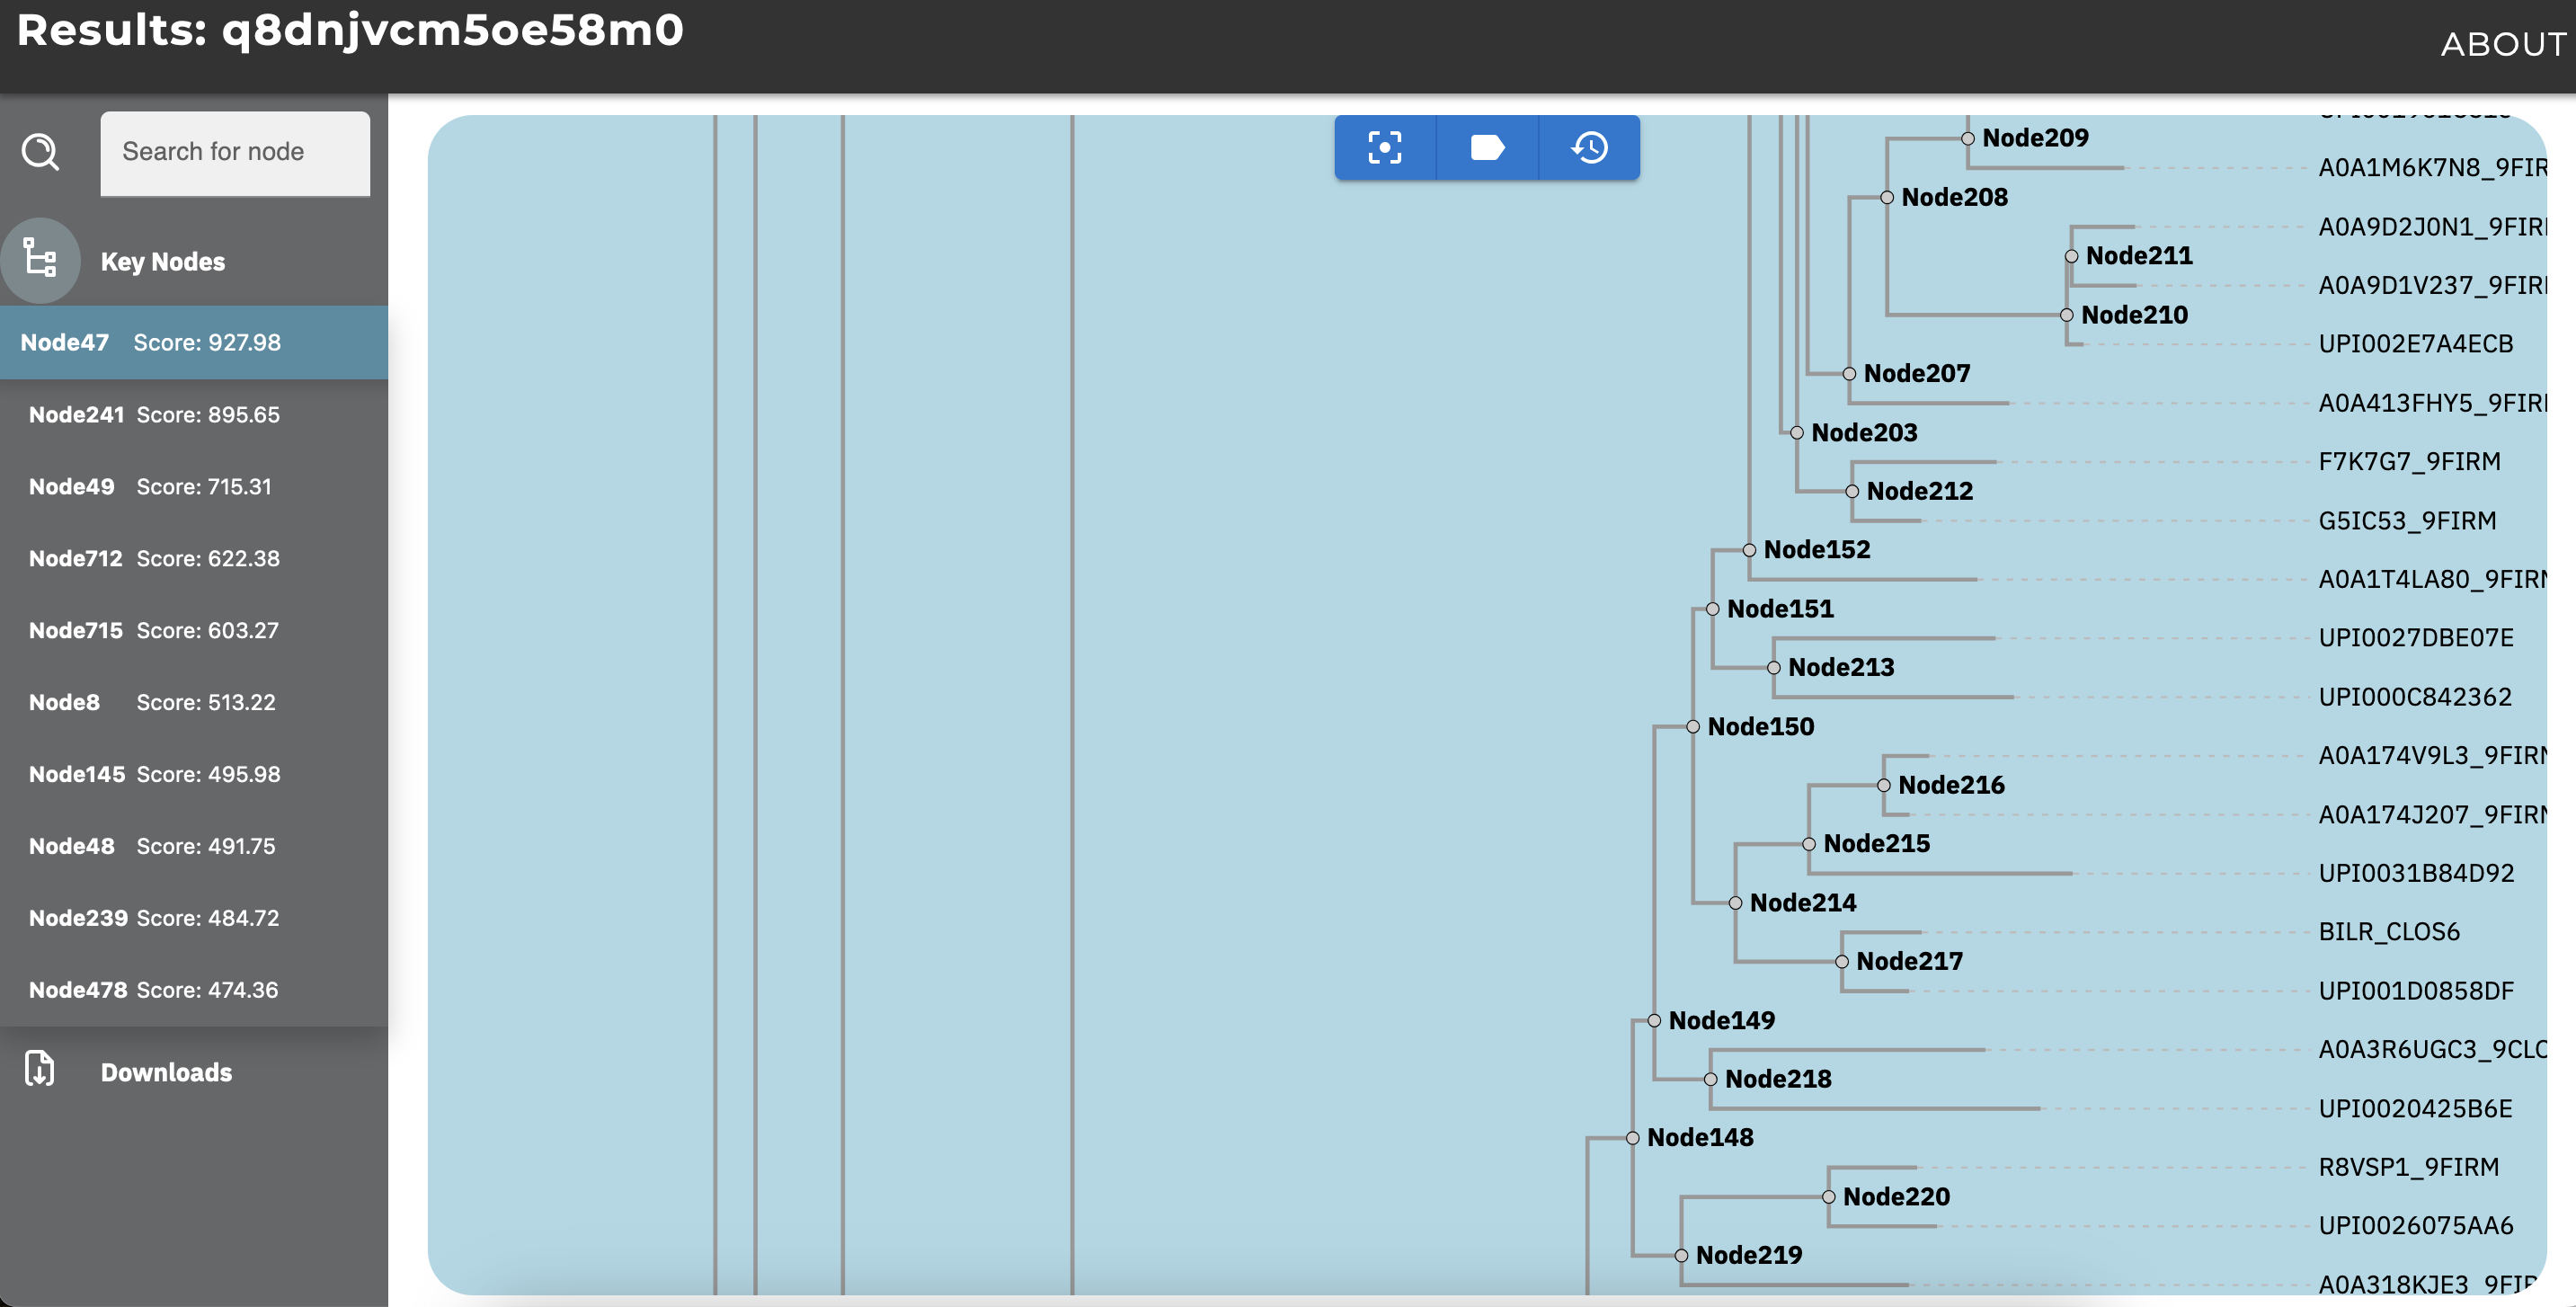 Results: q8dnjvcm5oe58m0
ABOUT
Search for node
Key Nodes
Node47 Score: 927.98
Node241 Score: 895.65
Node49 Score: 715.31
Node712 Score: 622.38
Node715 Score: 603.27
Node8 Score: 513.22
Node145 Score: 495.98
Node48 Score: 491.75
Node239 Score: 484.72
Node478 Score: 474.36
Downloads
Node209
A0A1M6K7N8_9FIR
Node208
A0A9D2J0N1_9FIR
Node211
A0A9D1V237_9FIR
Node210
UPI002E7A4ECB
Node207
A0A413FHY5_9FIR
Node203
F7K7G7_9FIRM
Node212
G5IC53_9FIRM
Node152
A0A1T4LA80_9FIR
Node151
UPI0027DBE07E
Node213
UPI000C842362
Node150
A0A174V9L3_9FIR
Node216
A0A174J207_9FIR
Node215
UPI0031B84D92
Node214
BILR_CLOS6
Node217
UPI001D0858DF
Node149
A0A3R6UGC3_9CLO
Node218
UPI0020425B6E
Node148
R8VSP1_9FIRM
Node220
UPI0026075AA6
Node219
A0A318KJE3_9FIR